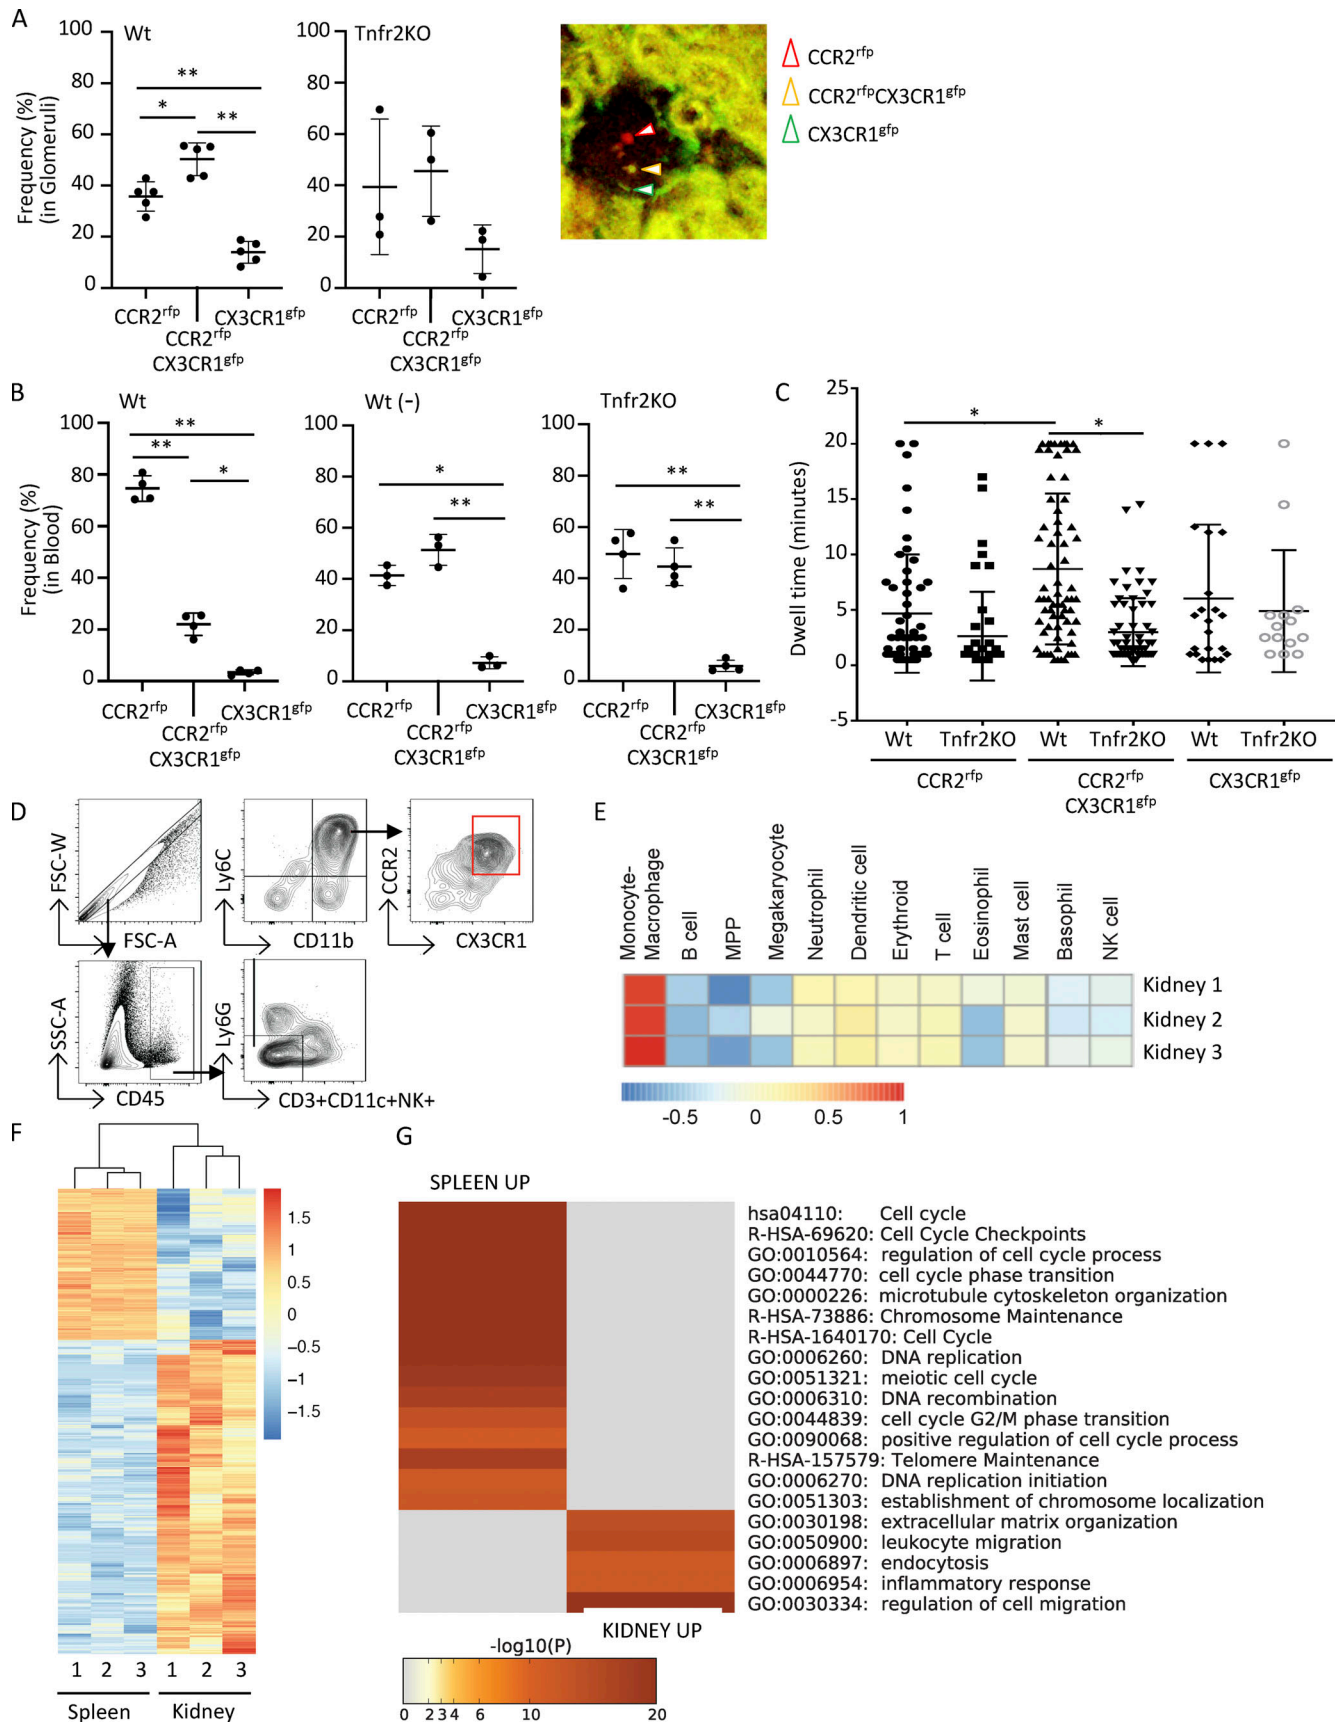 A
Wt
Tnfr2KO
100
80
60
40
20
0
Frequency (%)
(in Glomeruli)
**
*
**
CCR2rfp
CCR2rfp
CX3CR1gfp
CX3CR1gfp
100
80
60
40
20
0
CCR2rfp
CCR2rfp
CX3CR1gfp
CX3CR1gfp
CCR2rfp
CCR2rfpCX3CR1gfp
CX3CR1gfp
B
Wt
Wt (-)
Tnfr2KO
Frequency (%)
(in Blood)
100
80
60
40
20
0
**
**
*
CCR2rfp
CCR2rfp
CX3CR1gfp
CX3CR1gfp
100
80
60
40
20
0
*
**
CCR2rfp
CCR2rfp
CX3CR1gfp
CX3CR1gfp
100
80
60
40
20
0
**
**
CCR2rfp
CCR2rfp
CX3CR1gfp
CX3CR1gfp
C
Dwell time (minutes)
25
20
15
10
5
0
-5
*
*
Wt Tnfr2KO Wt Tnfr2KO Wt Tnfr2KO
CCR2rfp
CCR2rfp
CX3CR1gfp
CX3CR1gfp
D
FSC-W
FSC-A
Ly6C
CD11b
CCR2
CX3CR1
SSC-A
CD45
Ly6G
CD3+CD11c+NK+
E
Monocyte-
Macrophage
B cell
MPP
Megakaryocyte
Neutrophil
Dendritic cell
Erythroid
T cell
Eosinophil
Mast cell
Basophil
NK cell
Kidney 1
Kidney 2
Kidney 3
-0.5 0 0.5 1
F
1.5
1
0.5
0
−0.5
−1
−1.5
1 2 3 1 2 3
Spleen Kidney
G
SPLEEN UP
hsa04110: Cell cycle
R-HSA-69620: Cell Cycle Checkpoints
GO:0010564: regulation of cell cycle process
GO:0044770: cell cycle phase transition
GO:0000226: microtubule cytoskeleton organization
R-HSA-73886: Chromosome Maintenance
R-HSA-1640170: Cell Cycle
GO:0006260: DNA replication
GO:0051321: meiotic cell cycle
GO:0006310: DNA recombination
GO:0044839: cell cycle G2/M phase transition
GO:0090068: positive regulation of cell cycle process
R-HSA-157579: Telomere Maintenance
GO:0006270: DNA replication initiation
GO:0051303: establishment of chromosome localization
GO:0030198: extracellular matrix organization
GO:0050900: leukocyte migration
GO:0006897: endocytosis
GO:0006954: inflammatory response
GO:0030334: regulation of cell migration
KIDNEY UP
-log10(P)
0 2 3 4 6 10 20